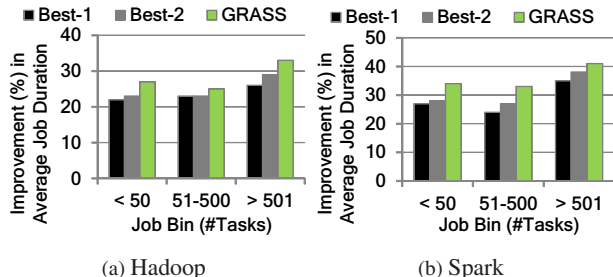 Best-1 Best-2 GRASS
Improvement (%) in
Average Job Duration
40
30
20
10
0
< 50 51-500 > 501
Job Bin (#Tasks)
(a) Hadoop
Best-1 Best-2 GRASS
Improvement (%) in
Average Job Duration
50
40
30
20
10
0
< 50 51-500 > 501
Job Bin (#Tasks)
(b) Spark